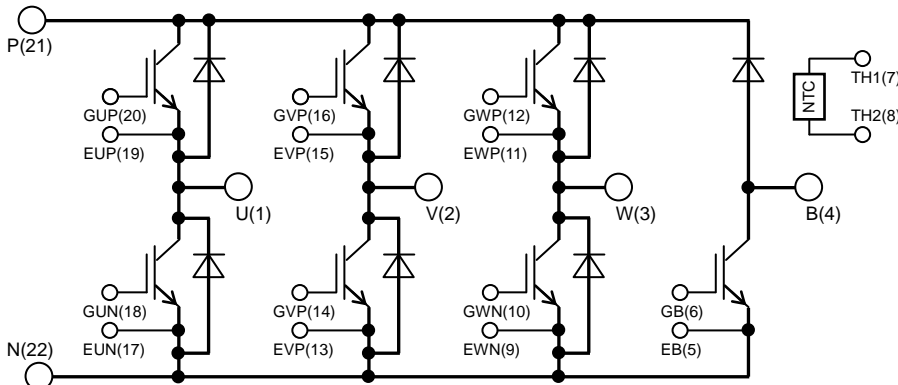 P(21)
GUP(20)
EUP(19)
GVP(16)
EVP(15)
GWP(12)
EWP(11)
NTC
TH1(7)
TH2(8)
U(1)
V(2)
W(3)
B(4)
GUN(18)
EUN(17)
GVP(14)
EVP(13)
GWN(10)
EWN(9)
GB(6)
EB(5)
N(22)